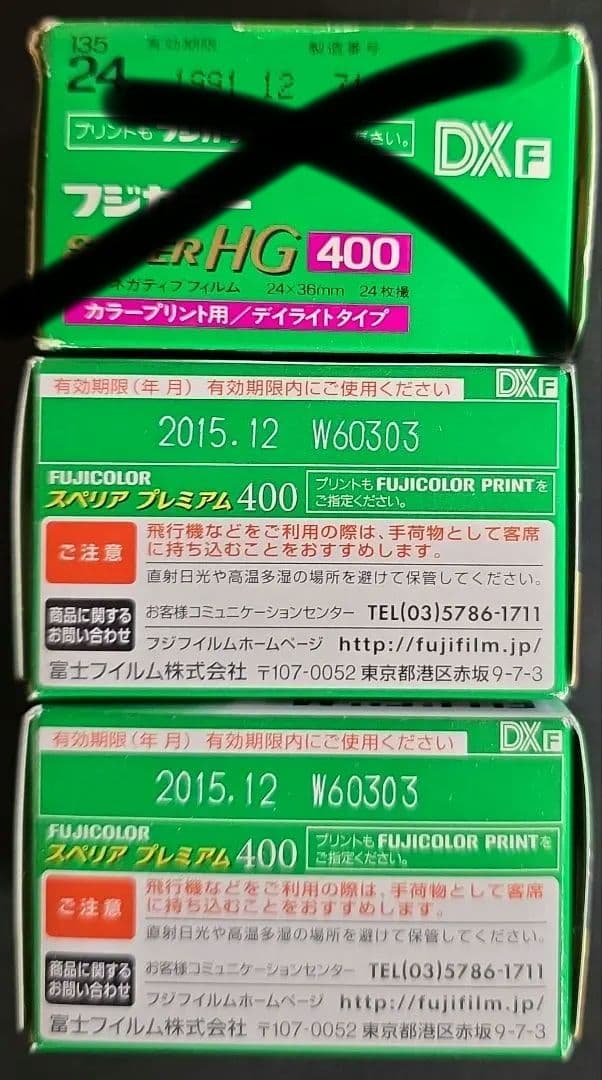 135 有効期限 製造番号
24 1991 12
プリントも
ださい。
DX F
フジカラー
SUPER HG 400
ネガティブフィルム 24×36mm 24枚撮
カラープリント用/デイライトタイプ
有効期限(年月) 有効期限内にご使用ください DX F
2015.12 W60303
FUJICOLOR
スペリア プレミアム 400
プリントも FUJICOLOR PRINT を
ご指定ください。
ご注意
飛行機などをご利用の際は、手荷物として客席
に持ち込むことをおすすめします。
直射日光や高温多湿の場所を避けて保管してください。
商品に関する
お問い合わせ
お客様コミュニケーションセンター TEL(03)5786-1711
フジフイルムホームページ http://fujifilm.jp/
富士フイルム株式会社 〒107-0052 東京都港区赤坂9-7-3
有効期限(年月) 有効期限内にご使用ください DX F
2015.12 W60303
FUJICOLOR
スペリア プレミアム 400
プリントも FUJICOLOR PRINT を
ご指定ください。
ご注意
飛行機などをご利用の際は、手荷物として客席
に持ち込むことをおすすめします。
直射日光や高温多湿の場所を避けて保管してください。
商品に関する
お問い合わせ
お客様コミュニケーションセンター TEL(03)5786-1711
フジフイルムホームページ http://fujifilm.jp/
富士フイルム株式会社 〒107-0052 東京都港区赤坂9-7-3